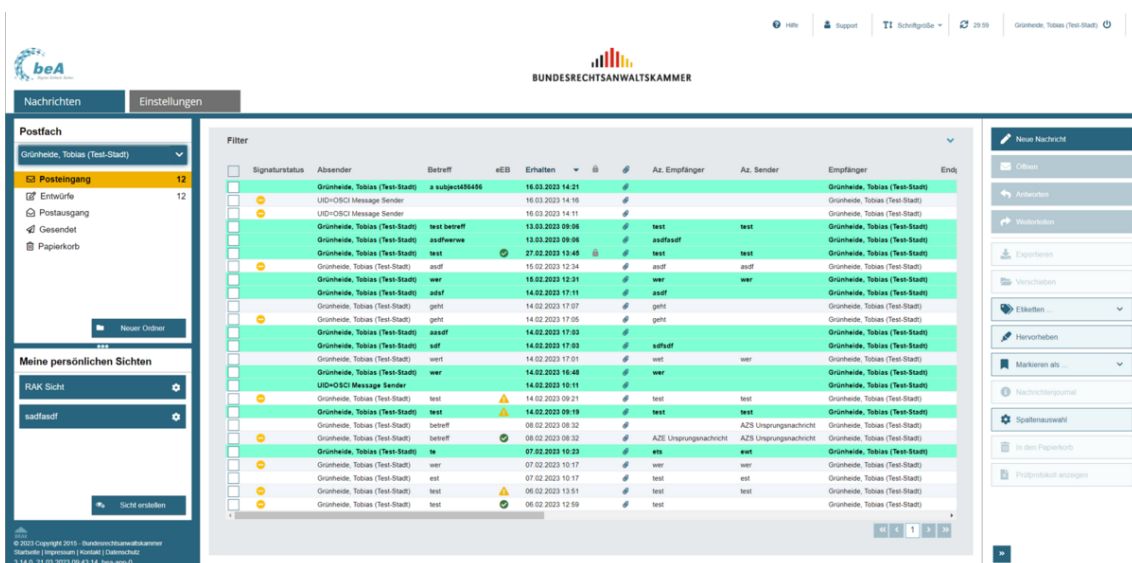 Hilfe Support Schriftgröße 29:59 Grünheide, Tobias (Test-Stadt)
beA
BUNDESRECHTSANWALTSKAMMER
Nachrichten Einstellungen
Postfach
Grünheide, Tobias (Test-Stadt)
Posteingang 12
Entwürfe 12
Postausgang
Gesendet
Papierkorb
Neuer Ordner
Meine persönlichen Sichten
RAK Sicht
sadfasdf
Sicht erstellen
© 2023 Copyright 2015 - Bundesrechtsanwaltskammer
Startseite | Impressum | Kontakt | Datenschutz
Filter
Signaturstatus Absender Betreff eEB Erhalten Az. Empfänger Az. Sender Empfänger
Grünheide, Tobias (Test-Stadt) a subject456456 16.03.2023 14:21 Grünheide, Tobias (Test-Stadt)
UID=OSCI Message Sender 16.03.2023 14:16 Grünheide, Tobias (Test-Stadt)
UID=OSCI Message Sender 16.03.2023 14:11 Grünheide, Tobias (Test-Stadt)
Grünheide, Tobias (Test-Stadt) test betreff 13.03.2023 09:06 test test Grünheide, Tobias (Test-Stadt)
Grünheide, Tobias (Test-Stadt) asdfwerwe 13.03.2023 09:06 asdfasdf Grünheide, Tobias (Test-Stadt)
Grünheide, Tobias (Test-Stadt) test 27.02.2023 13:45 test test Grünheide, Tobias (Test-Stadt)
Grünheide, Tobias (Test-Stadt) asdf 15.02.2023 12:34 asdf asdf Grünheide, Tobias (Test-Stadt)
Grünheide, Tobias (Test-Stadt) wer 15.02.2023 12:31 wer wer Grünheide, Tobias (Test-Stadt)
Grünheide, Tobias (Test-Stadt) adsf 14.02.2023 17:11 asdf Grünheide, Tobias (Test-Stadt)
Grünheide, Tobias (Test-Stadt) geht 14.02.2023 17:07 geht Grünheide, Tobias (Test-Stadt)
Grünheide, Tobias (Test-Stadt) geht 14.02.2023 17:05 geht Grünheide, Tobias (Test-Stadt)
Grünheide, Tobias (Test-Stadt) aasdf 14.02.2023 17:03 Grünheide, Tobias (Test-Stadt)
Grünheide, Tobias (Test-Stadt) sdf 14.02.2023 17:03 sdfsdf Grünheide, Tobias (Test-Stadt)
Grünheide, Tobias (Test-Stadt) wert 14.02.2023 17:01 wet wer Grünheide, Tobias (Test-Stadt)
Grünheide, Tobias (Test-Stadt) wer 14.02.2023 16:48 wer Grünheide, Tobias (Test-Stadt)
UID=OSCI Message Sender 14.02.2023 10:11 Grünheide, Tobias (Test-Stadt)
Grünheide, Tobias (Test-Stadt) test 14.02.2023 09:21 test test Grünheide, Tobias (Test-Stadt)
Grünheide, Tobias (Test-Stadt) test 14.02.2023 09:19 test test Grünheide, Tobias (Test-Stadt)
Grünheide, Tobias (Test-Stadt) betreff 08.02.2023 08:32 AZS Ursprungsnachricht Grünheide, Tobias (Test-Stadt)
Grünheide, Tobias (Test-Stadt) betreff 08.02.2023 08:32 AZE Ursprungsnachricht AZS Ursprungsnachricht Grünheide, Tobias (Test-Stadt)
Grünheide, Tobias (Test-Stadt) te 07.02.2023 10:23 ets ewt Grünheide, Tobias (Test-Stadt)
Grünheide, Tobias (Test-Stadt) wer 07.02.2023 10:17 wer wer Grünheide, Tobias (Test-Stadt)
Grünheide, Tobias (Test-Stadt) est 07.02.2023 10:17 test est Grünheide, Tobias (Test-Stadt)
Grünheide, Tobias (Test-Stadt) test 06.02.2023 13:51 test test Grünheide, Tobias (Test-Stadt)
Grünheide, Tobias (Test-Stadt) test 06.02.2023 12:59 test Grünheide, Tobias (Test-Stadt)
1
Neue Nachricht
Öffnen
Antworten
Weiterleiten
Exportieren
Verschieben
Etiketten ...
Hervorheben
Markieren als ...
Nachrichtenjournal
Spaltenauswahl
In den Papierkorb
Prüfprotokoll anzeigen